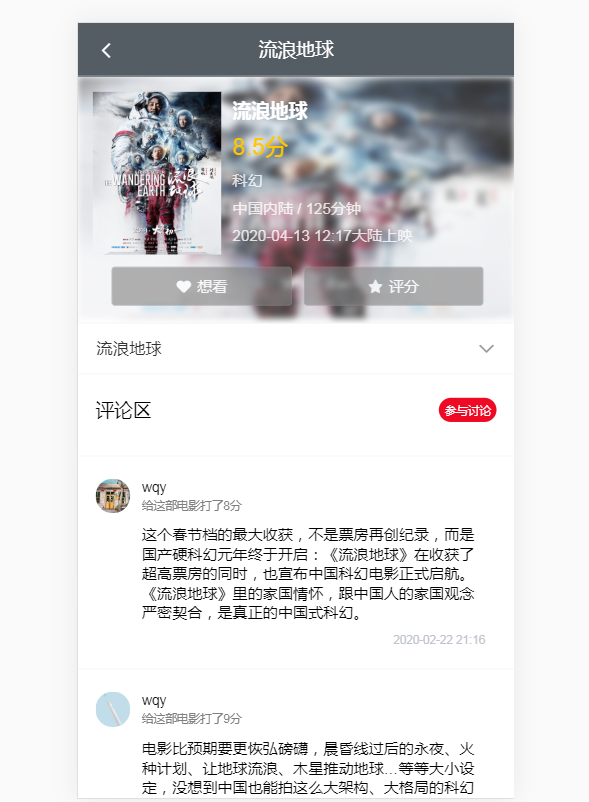 流浪地球
THE WANDERING
EARTH
流浪地球
8.5分
科幻
中国内陆 / 125分钟
2020-04-13 12:17大陆上映
想看
评分
流浪地球
评论区
参与讨论
wqy
给这部电影打了8分
这个春节档的最大收获，不是票房再创纪录，而是
国产硬科幻元年终于开启：《流浪地球》在收获了
超高票房的同时，也宣布中国科幻电影正式启航。
《流浪地球》里的家国情怀，跟中国人的家国观念
严密契合，是真正的中国式科幻。
2020-02-22 21:16
wqy
给这部电影打了9分
电影比预期要更恢弘磅礴，晨昏线过后的永夜、火
种计划、让地球流浪、木星推动地球...等等大小设
定，没想到中国也能拍这么大架构、大格局的科幻